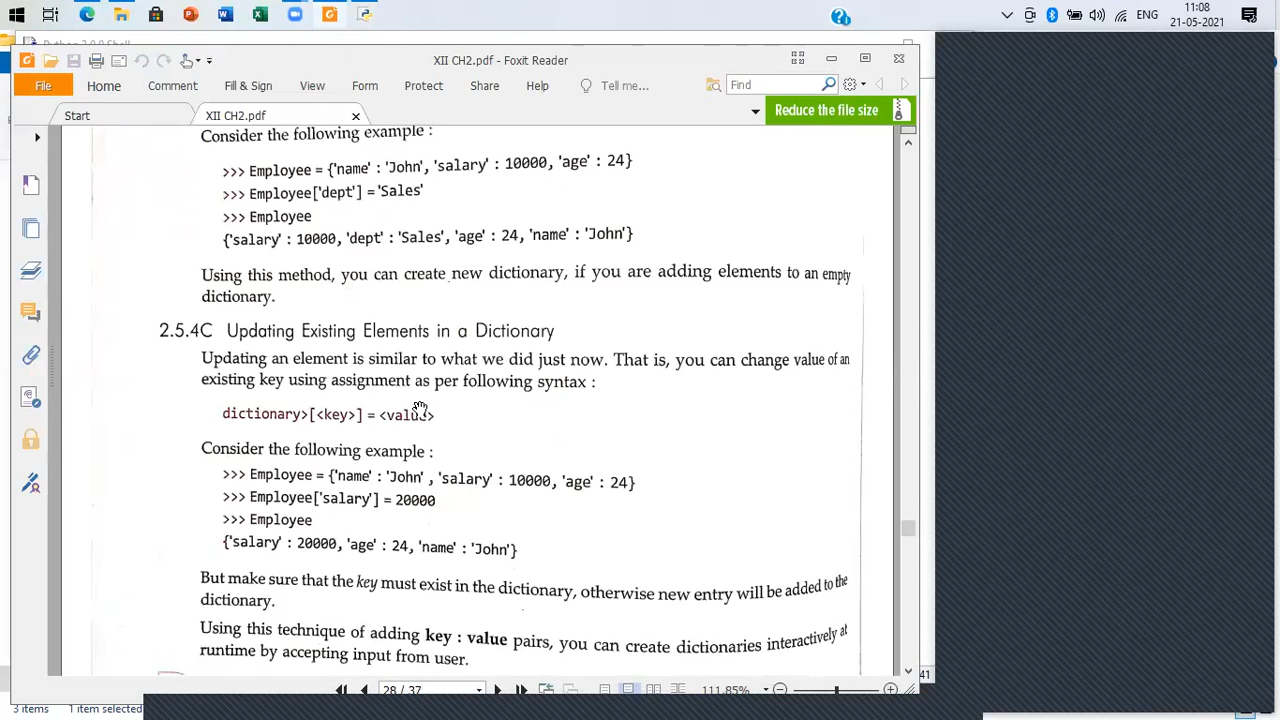 ENG
11:08
21-05-2021
XII CH2.pdf - Foxit Reader
File Home Comment Fill & Sign View Form Protect Share Help Tell me... Find
Start XII CH2.pdf Reduce the file size
Consider the following example :
>>> Employee = {'name' : 'John', 'salary' : 10000, 'age' : 24}
>>> Employee['dept'] = 'Sales'
>>> Employee
{'salary' : 10000, 'dept' : 'Sales', 'age' : 24, 'name' : 'John'}
Using this method, you can create new dictionary, if you are adding elements to an empty
dictionary.
2.5.4C Updating Existing Elements in a Dictionary
Updating an element is similar to what we did just now. That is, you can change value of an
existing key using assignment as per following syntax :
dictionary>[<key>] = <value>
Consider the following example :
>>> Employee = {'name' : 'John' , 'salary' : 10000, 'age' : 24}
>>> Employee['salary'] = 20000
>>> Employee
{'salary' : 20000, 'age' : 24, 'name' : 'John'}
But make sure that the key must exist in the dictionary, otherwise new entry will be added to the
dictionary.
Using this technique of adding key : value pairs, you can create dictionaries interactively at
runtime by accepting input from user.
28 / 37
111.85%
41
3 items 1 item selected